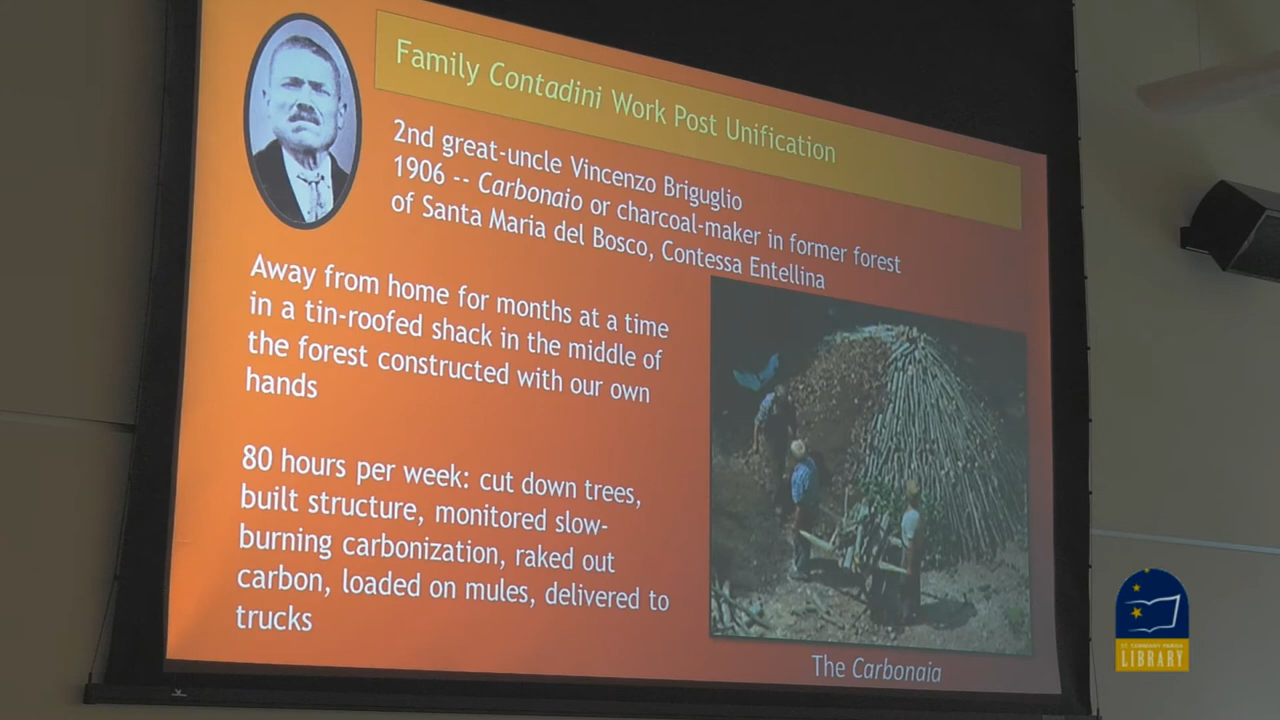 Family Contadini Work Post Unification
2nd great-uncle Vincenzo Briguglio
1906 -- Carbonaio or charcoal-maker in former forest
of Santa Maria del Bosco, Contessa Entellina
Away from home for months at a time
in a tin-roofed shack in the middle of
the forest constructed with our own
hands
80 hours per week: cut down trees,
built structure, monitored slow-
burning carbonization, raked out
carbon, loaded on mules, delivered to
trucks
The Carbonaia
ST. TAMMANY PARISH
LIBRARY